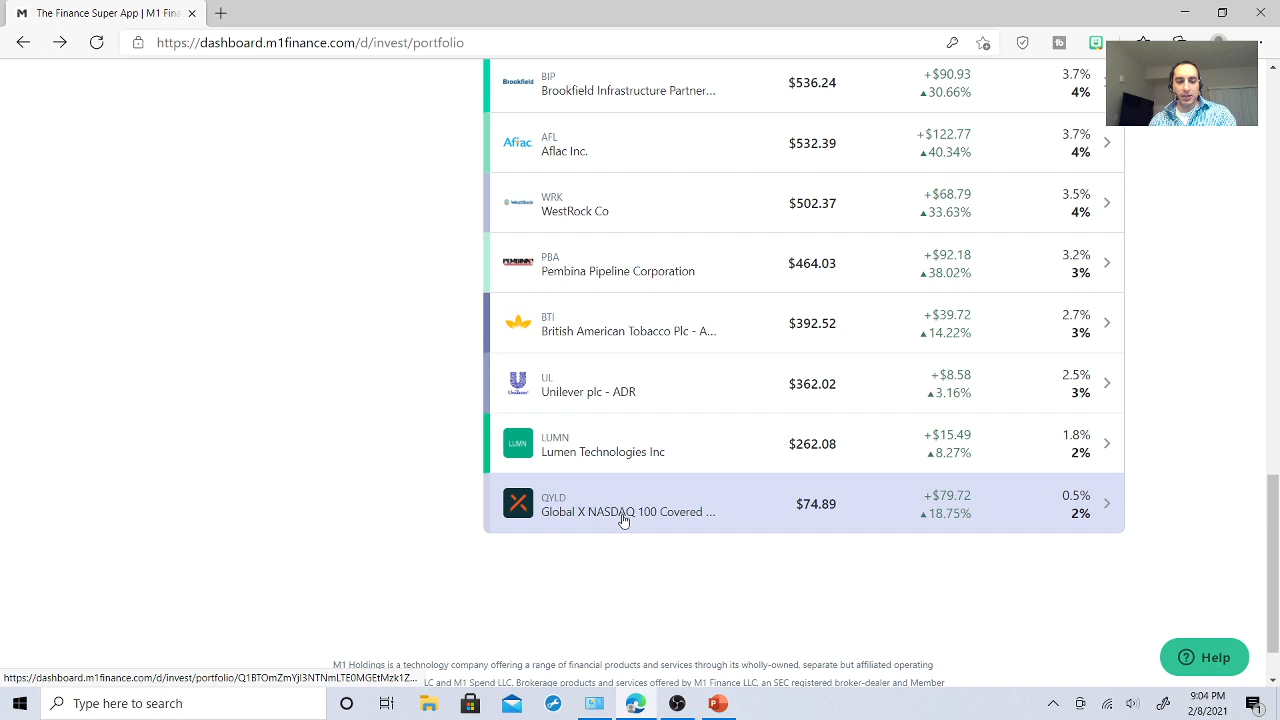 The Finance Super App | M1 Fina
https://dashboard.m1finance.com/d/invest/portfolio
Brookfield
BIP
Brookfield Infrastructure Partner...
$536.24
+$90.93
▲30.66%
3.7%
4%
Aflac
AFL
Aflac Inc.
$532.39
+$122.77
▲40.34%
3.7%
4%
WestRock
WRK
WestRock Co
$502.37
+$68.79
▲33.63%
3.5%
4%
PEMBINA
PBA
Pembina Pipeline Corporation
$464.03
+$92.18
▲38.02%
3.2%
3%
BTI
British American Tobacco Plc - A...
$392.52
+$39.72
▲14.22%
2.7%
3%
Unilever
UL
Unilever plc - ADR
$362.02
+$8.58
▲3.16%
2.5%
3%
LUMN
LUMN
Lumen Technologies Inc
$262.08
+$15.49
▲8.27%
1.8%
2%
QYLD
Global X NASDAQ 100 Covered ...
$74.89
+$79.72
▲18.75%
0.5%
2%
Help
M1 Holdings is a technology company offering a range of financial products and services through its wholly-owned, separate but affiliated operating
LC and M1 Spend LLC. Brokerage products and services offered by M1 Finance LLC, an SEC registered broker-dealer and Member
Type here to search
9:04 PM
2/8/2021